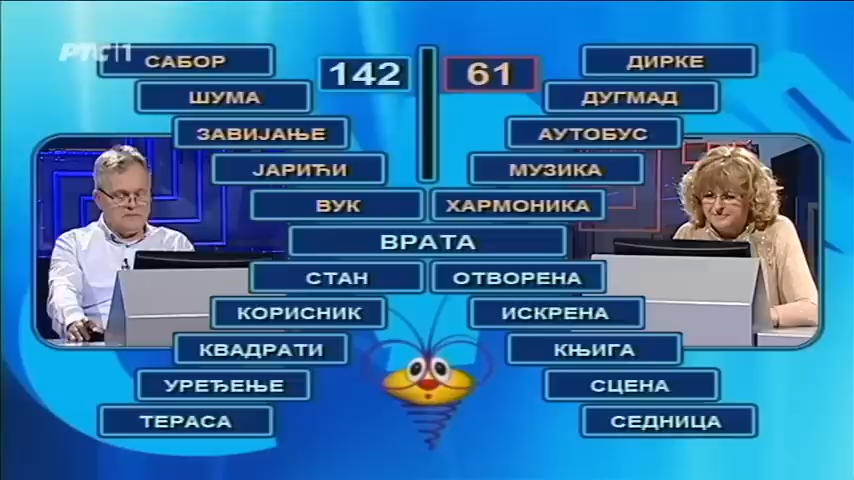 РТС 1
САБОР
ШУМА
ЗАВИЈАЊЕ
ЈАРИЋИ
ВУК
142
61
ДИРКЕ
ДУГМАД
АУТОБУС
МУЗИКА
ХАРМОНИКА
ВРАТА
СТАН
КОРИСНИК
КВАДРАТИ
УРЕЂЕЊЕ
ТЕРАСА
ОТВОРЕНА
ИСКРЕНА
КЊИГА
СЦЕНА
СЕДНИЦА